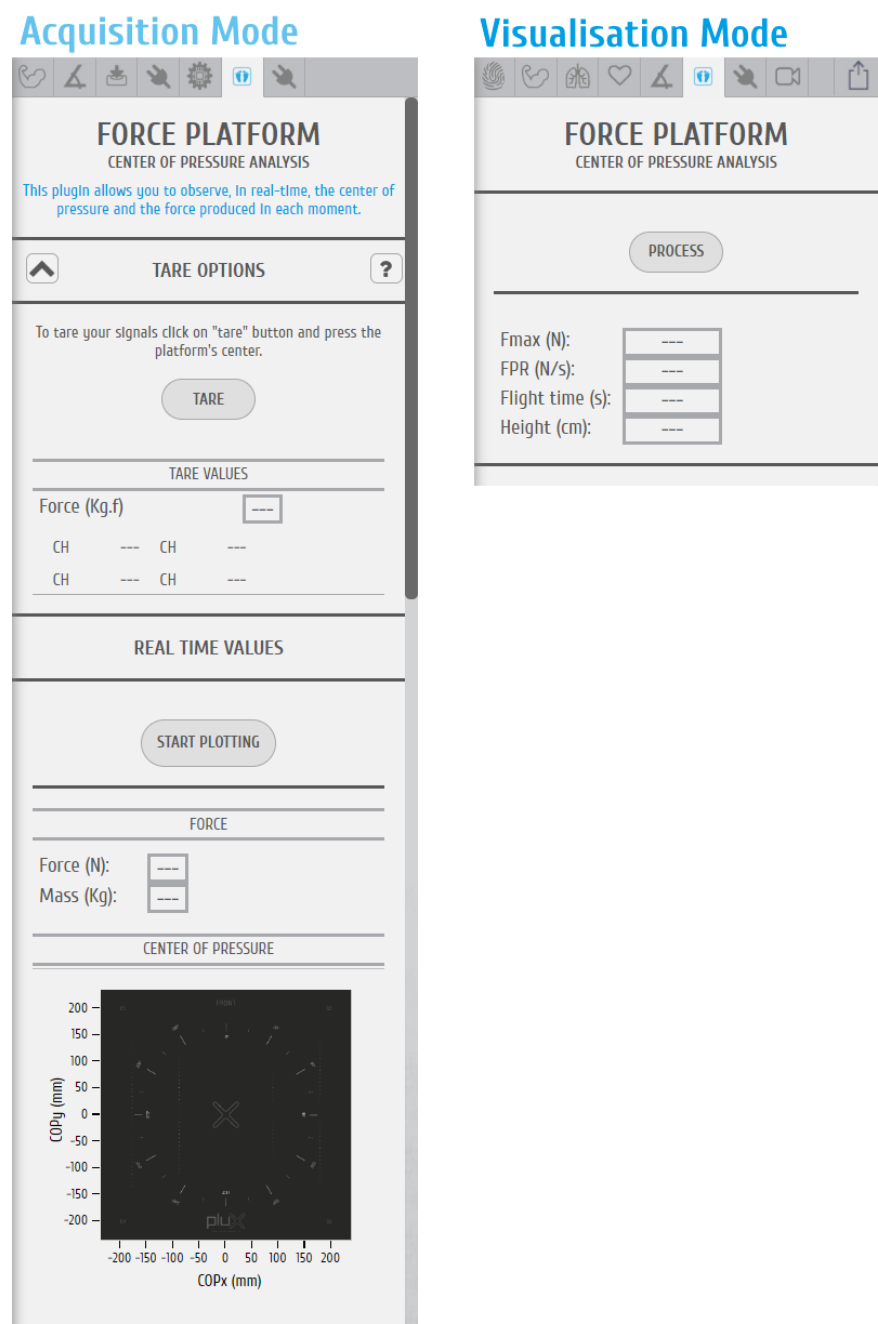 Acquisition Mode
FORCE PLATFORM
CENTER OF PRESSURE ANALYSIS
This plugin allows you to observe, in real-time, the center of
pressure and the force produced in each moment.
TARE OPTIONS
?
To tare your signals click on "tare" button and press the
platform's center.
TARE
TARE VALUES
Force (Kg.f) ---
CH --- CH ---
CH --- CH ---
REAL TIME VALUES
START PLOTTING
FORCE
Force (N): ---
Mass (Kg): ---
CENTER OF PRESSURE
FRONT
200
150
100
50
0
-50
-100
-150
-200
COPy (mm)
plux
-200 -150 -100 -50 0 50 100 150 200
COPx (mm)
Visualisation Mode
FORCE PLATFORM
CENTER OF PRESSURE ANALYSIS
PROCESS
Fmax (N): ---
FPR (N/s): ---
Flight time (s): ---
Height (cm): ---